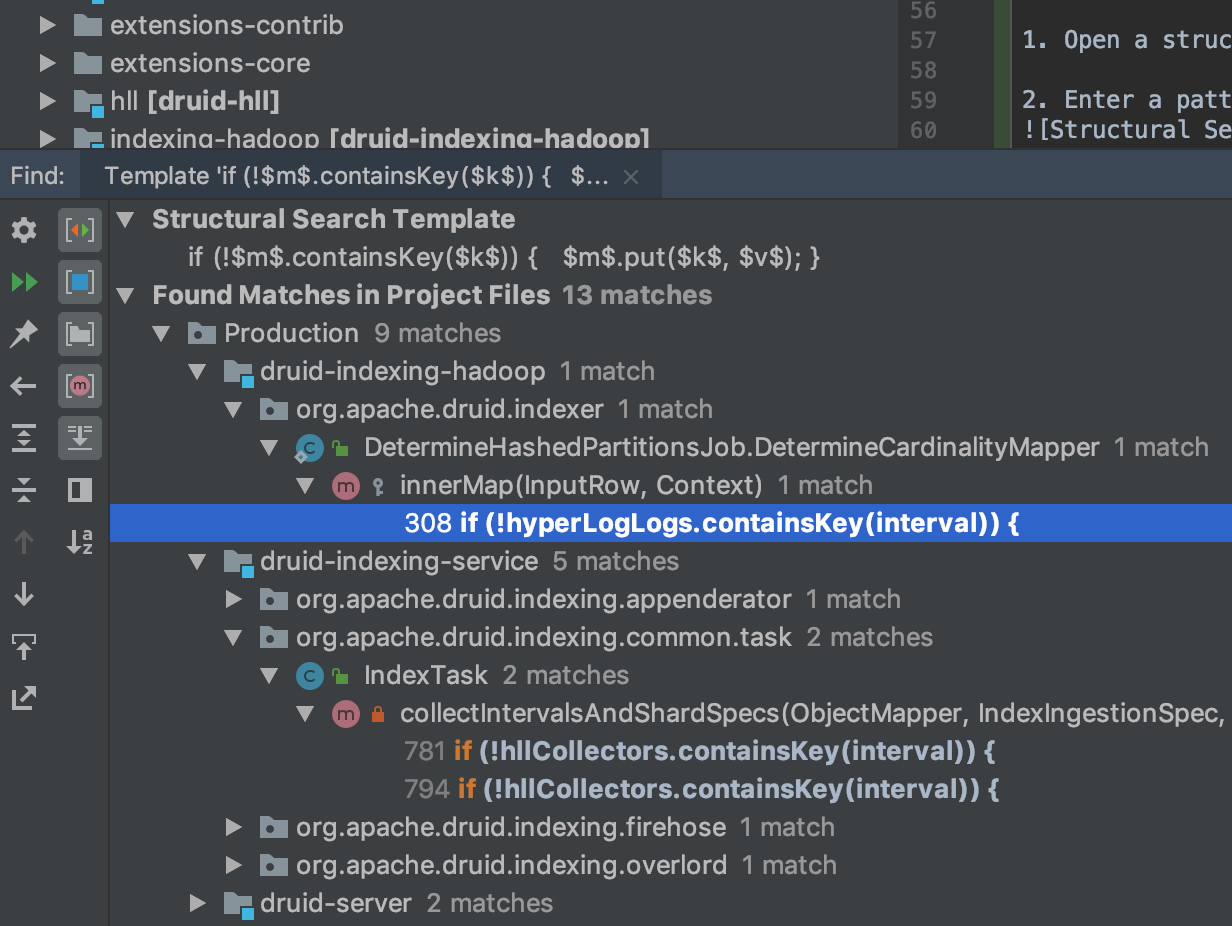 extensions-contrib
extensions-core
hll [druid-hll]
indexing-hadoop [druid-indexing-hadoop]
56
57 1. Open a struc
58
59 2. Enter a patt
60 ![Structural Se
Find: Template 'if (!$m$.containsKey($k$)) { $...
Structural Search Template
if (!$m$.containsKey($k$)) { $m$.put($k$, $v$); }
Found Matches in Project Files 13 matches
Production 9 matches
druid-indexing-hadoop 1 match
org.apache.druid.indexer 1 match
DetermineHashedPartitionsJob.DetermineCardinalityMapper 1 match
innerMap(InputRow, Context) 1 match
308 if (!hyperLogLogs.containsKey(interval)) {
druid-indexing-service 5 matches
org.apache.druid.indexing.appenderator 1 match
org.apache.druid.indexing.common.task 2 matches
IndexTask 2 matches
collectIntervalsAndShardSpecs(ObjectMapper, IndexIngestionSpec,
781 if (!hllCollectors.containsKey(interval)) {
794 if (!hllCollectors.containsKey(interval)) {
org.apache.druid.indexing.firehose 1 match
org.apache.druid.indexing.overlord 1 match
druid-server 2 matches